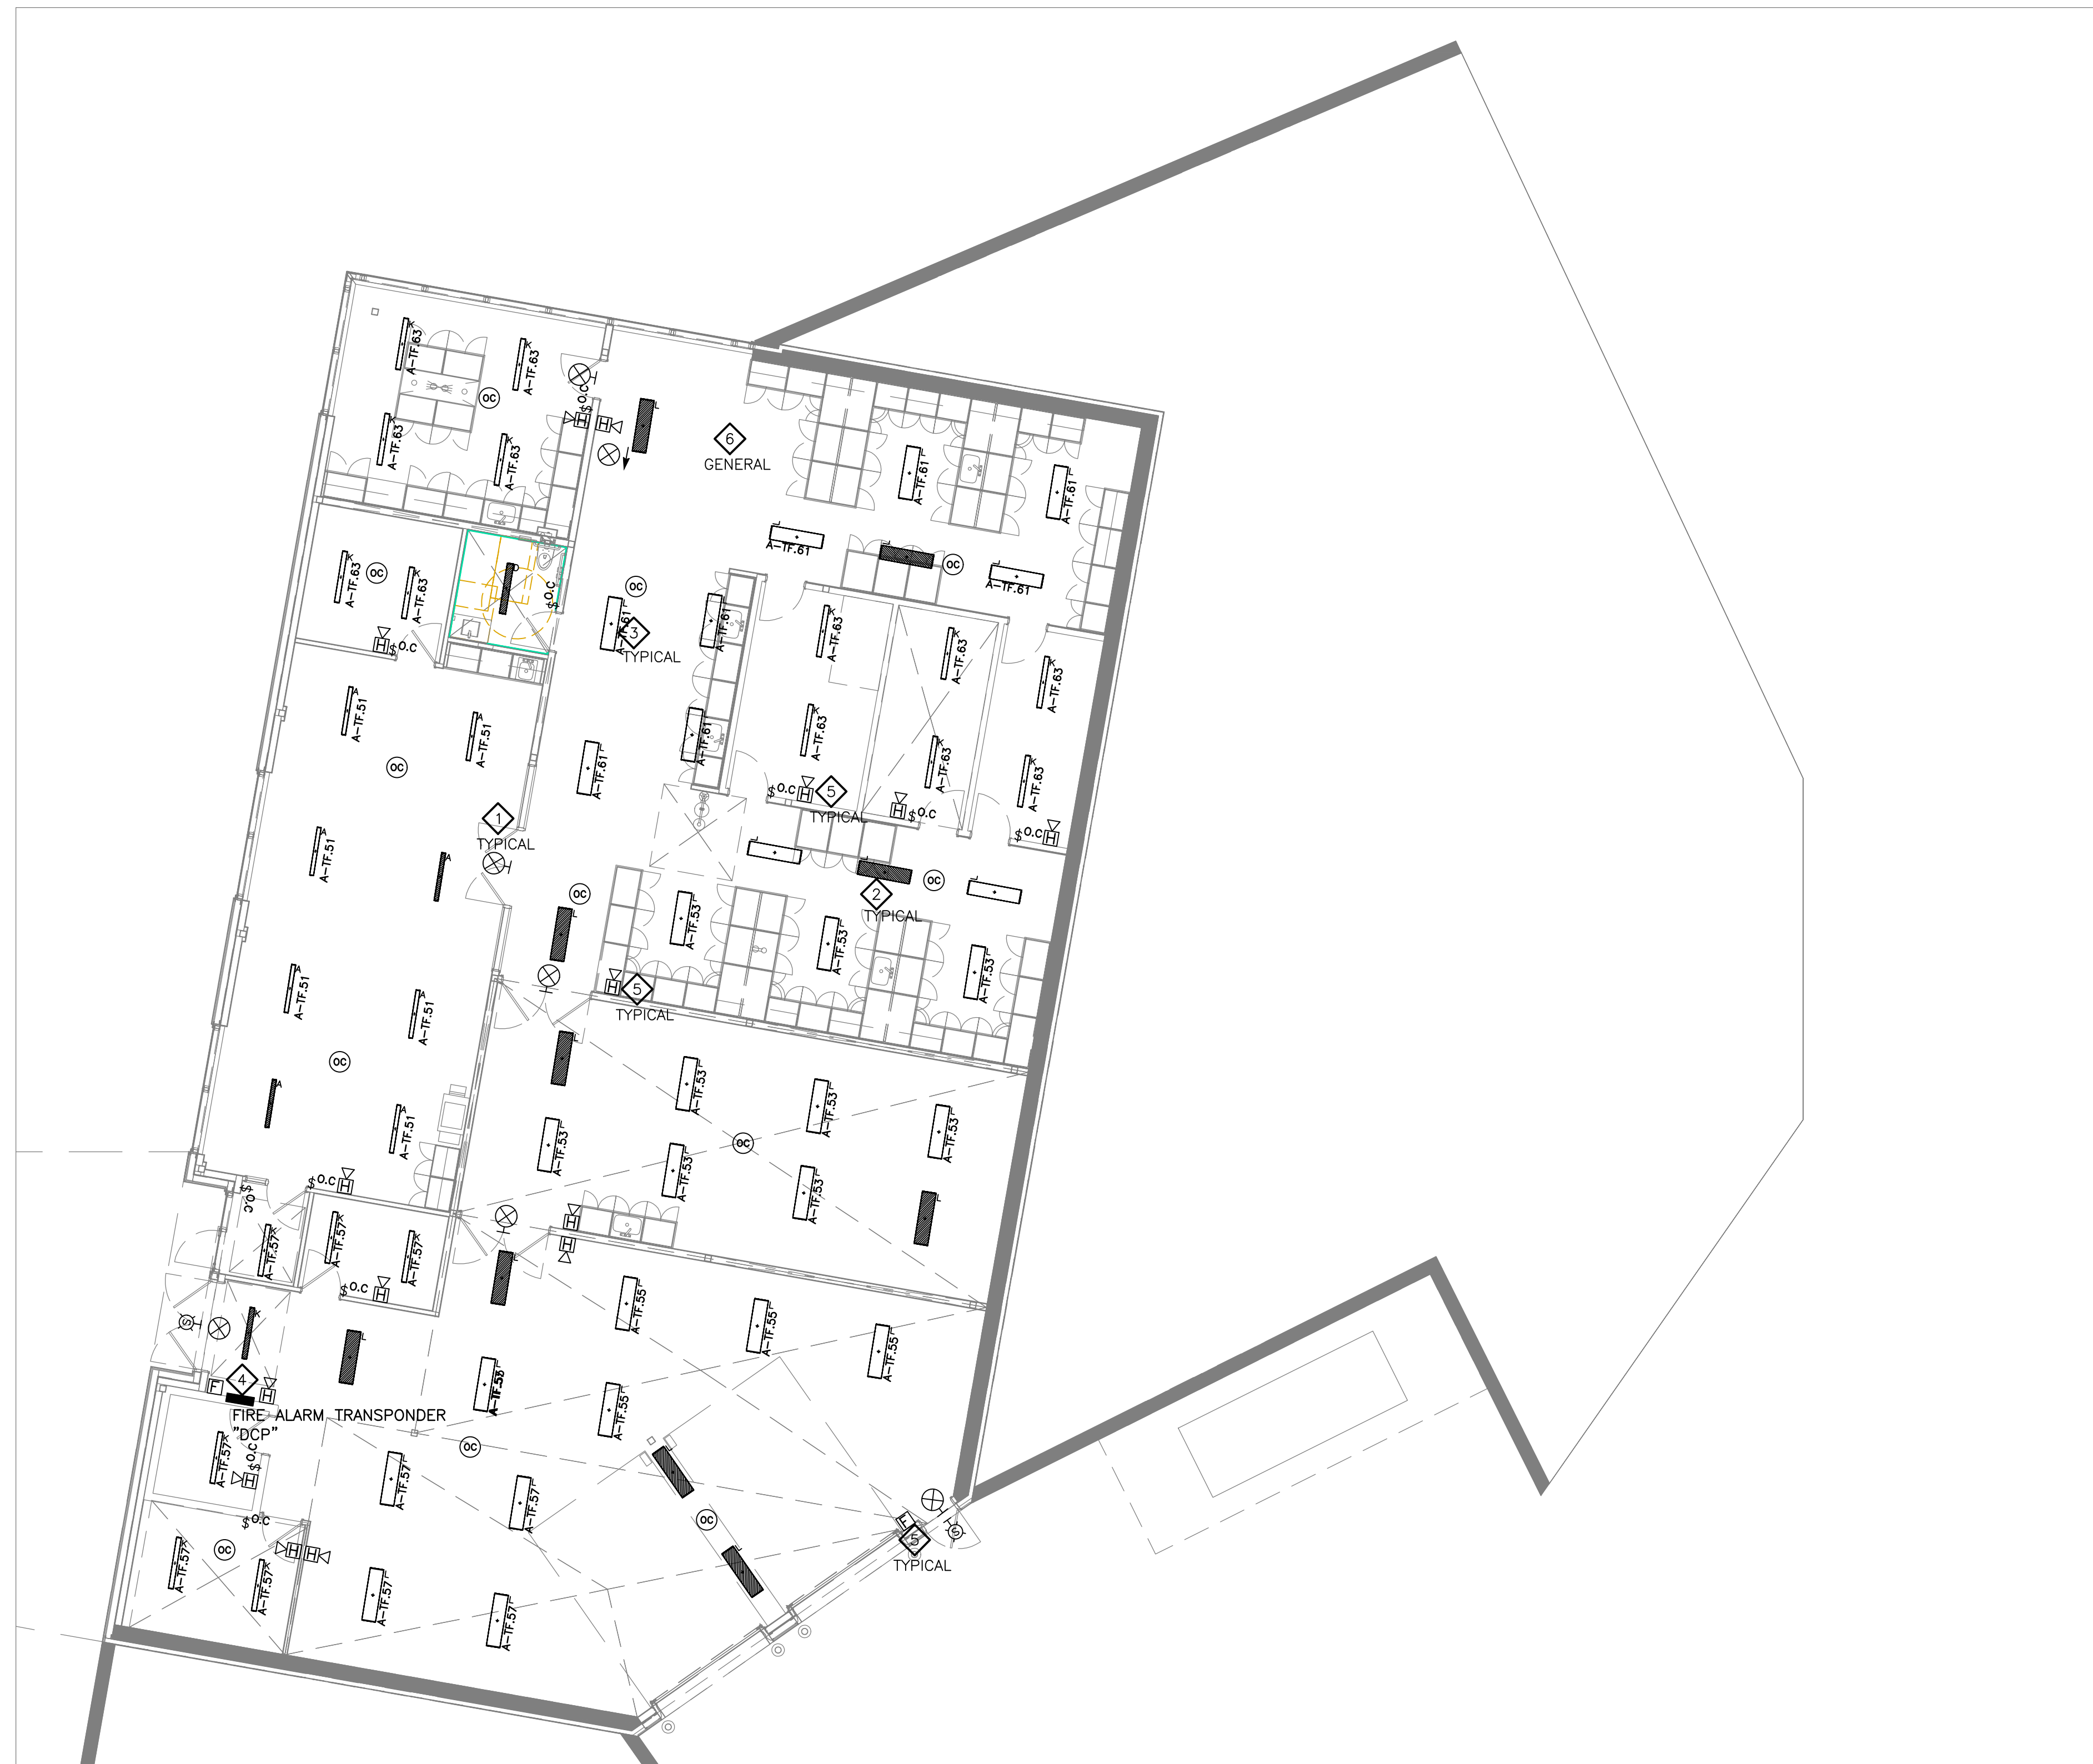 K
A-TF.63
A-TF.63
$O.C
H
H
L
K
A-TF.63
K
A-TF.63
OC
6
GENERAL
L
A-TF.61
L
A-TF.61
L
A-TF.61
L
OC
L
A-TF.61
K
A-TF.63
OC
K
A-TF.63
D
$O.C
OC
L
A-TF.61
3
TYPICAL
A-TF.61
K
A-TF.63
K
A-TF.63
K
A-TF.63
H
$O.C
A
A-TF.51
A
A-TF.51
OC
L
A-TF.61
L
A-TF.61
K
A-TF.63
K
A-TF.63
K
A-TF.63
$O.C
H
5
TYPICAL
H
$O.C
$O.C
H
1
TYPICAL
A
A-TF.51
A
L
L
2
TYPICAL
OC
L
OC
L
L
A-TF.53
L
A-TF.53
L
A-TF.53
H
5
TYPICAL
A
A-TF.51
A
A-TF.51
OC
L
L
A-TF.53
L
A-TF.53
L
A-TF.53
A
A
A-TF.51
L
A-TF.53
L
A-TF.53
OC
L
A-TF.53
L
$O.C
H
$O.C
K
A-TF.57
K
A-TF.57
K
A-TF.57
$O.C
H
H
H
L
L
A-TF.55
L
A-TF.55
L
A-TF.55
S
K
L
L
L
A-TF.55
F
4
H
FIRE ALARM TRANSPONDER
"DCP"
K
A-TF.57
$O.C
H
OC
L
A-TF.57
L
A-TF.57
L
OC
F
5
TYPICAL
S
$O.C
OC
H
H
K
A-TF.57
K
A-TF.57
L
A-TF.57
L
A-TF.57
L